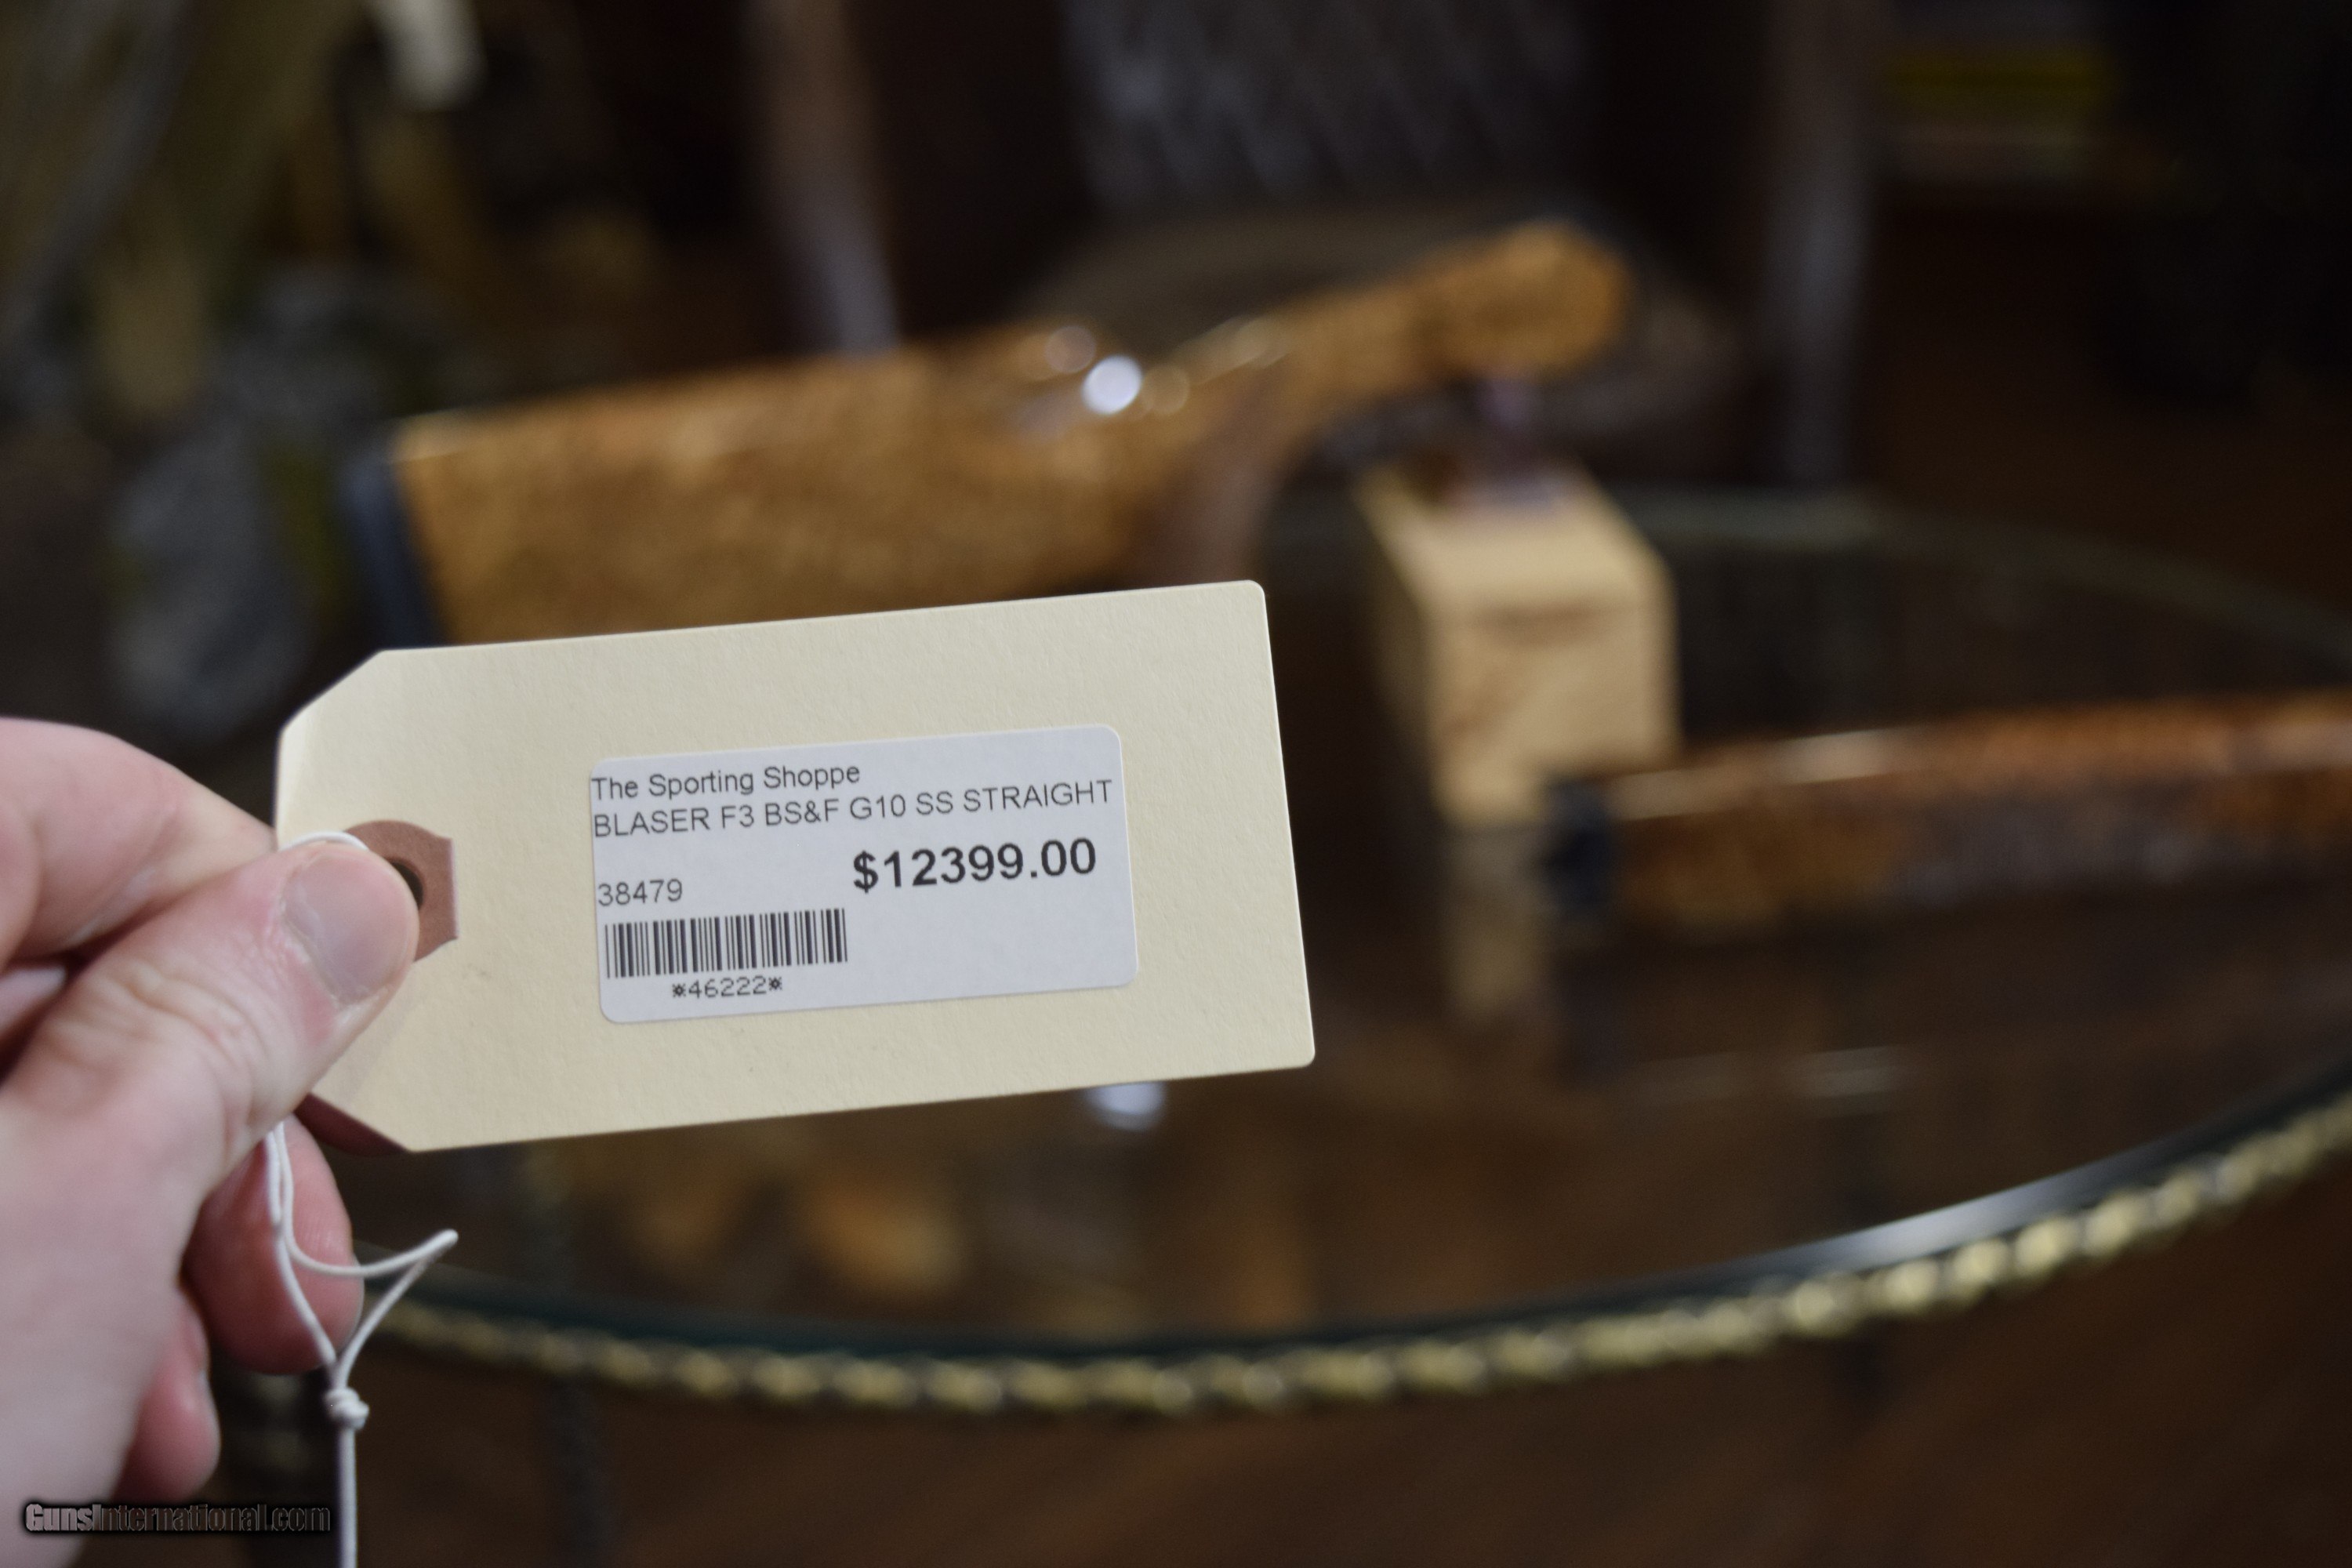 The Sporting Shoppe
BLASER F3 BS&F G10 SS STRAIGHT
$12399.00
38479
*46222*
GunsInternational.com